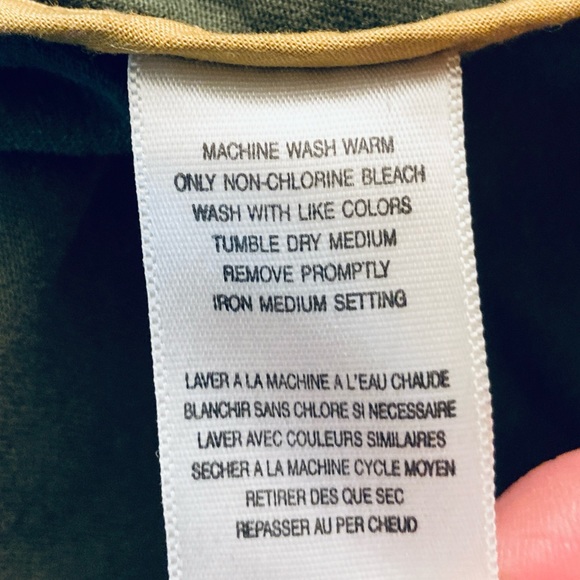 MACHINE WASH WARM
ONLY NON-CHLORINE BLEACH
WASH WITH LIKE COLORS
TUMBLE DRY MEDIUM
REMOVE PROMPTLY
IRON MEDIUM SETTING
LAVER A LA MACHINE A L'EAU CHAUDE
BLANCHIR SANS CHLORE SI NECESSAIRE
LAVER AVEC COULEURS SIMILAIRES
SECHER A LA MACHINE CYCLE MOYEN
RETIRER DES QUE SEC
REPASSER AU PER CHEUD